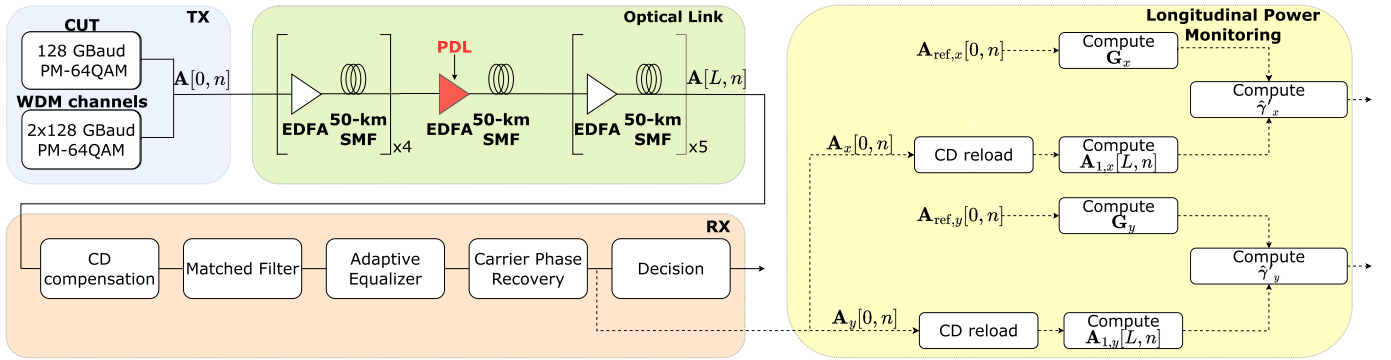 TX
CUT
128 GBaud
PM-64QAM
WDM channels
2x128 GBaud
PM-64QAM
A[0, n]
Optical Link
EDFA
50-km
SMF
x4
PDL
EDFA
50-km
SMF
EDFA
50-km
SMF
x5
A[L, n]
RX
CD
compensation
Matched Filter
Adaptive
Equalizer
Carrier Phase
Recovery
Decision
Longitudinal Power
Monitoring
A_ref,x[0, n]
Compute
G_x
Compute
γ̂′_x
A_x[0, n]
CD reload
Compute
A_1,x[L, n]
A_ref,y[0, n]
Compute
G_y
Compute
γ̂′_y
A_y[0, n]
CD reload
Compute
A_1,y[L, n]